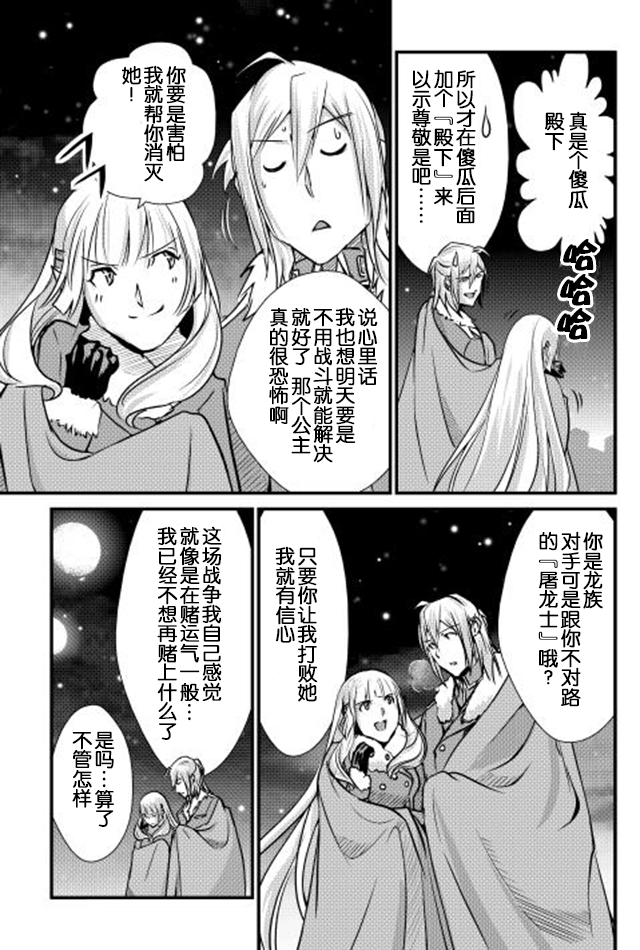 真是个傻瓜
殿下
哈哈哈
所以才在傻瓜后面
加个『殿下』来
以示尊敬是吧……
你要是害怕
我就帮你消灭
她！
说心里话
我也想明天要是
不用战斗就能解决
就好了 那个公主
真的很恐怖啊
你是龙族
对手可是跟你不对路
的『屠龙士』哦？
只要你让我打败她
我就有信心
这场战争我自己感觉
就像是在赌运气一般…
我已经不想再赌上什么了
是吗…算了
不管怎样